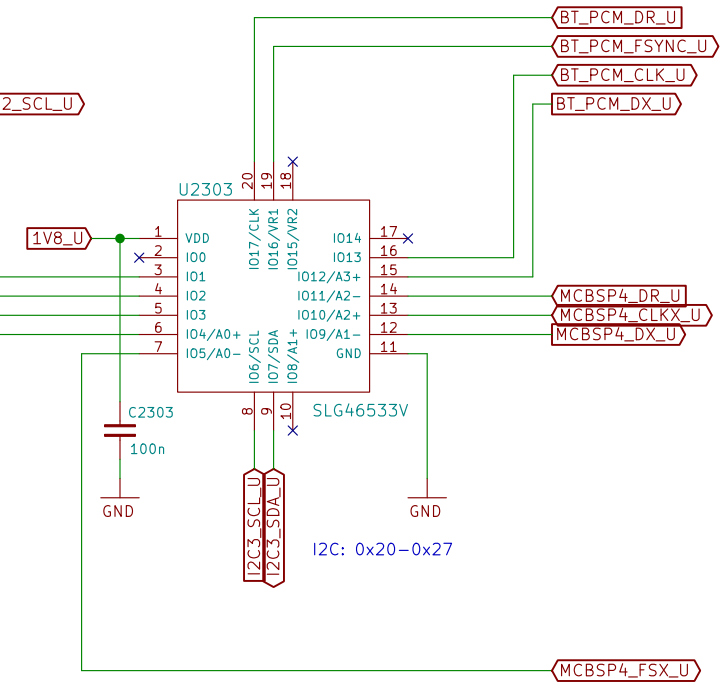 BT_PCM_DR_U
BT_PCM_FSYNC_U
BT_PCM_CLK_U
2_SCL_U
BT_PCM_DX_U
20
19
18
U2303
IO17/CLK
IO16/VR1
IO15/VR2
1V8_U
1
VDD
IO14
17
2
IO0
IO13
16
3
IO1
IO12/A3+
15
4
IO2
IO11/A2-
14
MCBSP4_DR_U
5
IO3
IO10/A2+
13
MCBSP4_CLKX_U
6
IO4/A0+
IO9/A1-
12
MCBSP4_DX_U
7
IO5/A0-
GND
11
IO6/SCL
IO7/SDA
IO8/A1+
8
9
10
SLG46533V
C2303
100n
GND
GND
I2C3_SCL_U
I2C3_SDA_U
I2C: 0x20-0x27
MCBSP4_FSX_U